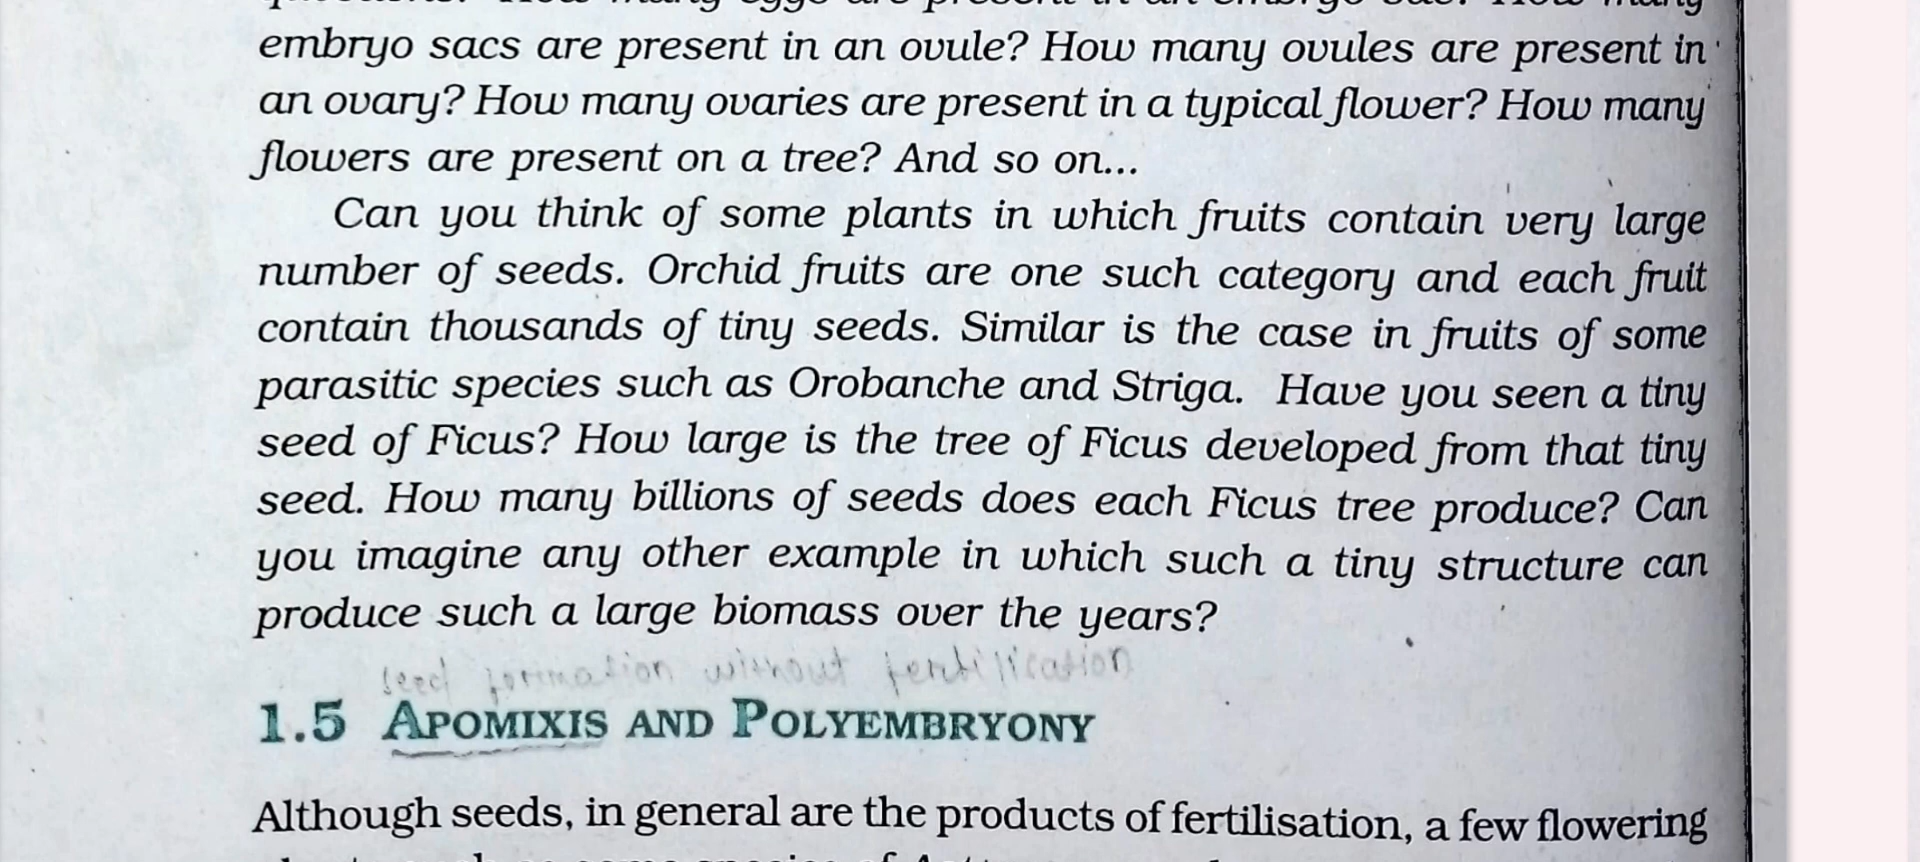 embryo sacs are present in an ovule? How many ovules are present in
an ovary? How many ovaries are present in a typical flower? How many
flowers are present on a tree? And so on...
Can you think of some plants in which fruits contain very large
number of seeds. Orchid fruits are one such category and each fruit
contain thousands of tiny seeds. Similar is the case in fruits of some
parasitic species such as Orobanche and Striga. Have you seen a tiny
seed of Ficus? How large is the tree of Ficus developed from that tiny
seed. How many billions of seeds does each Ficus tree produce? Can
you imagine any other example in which such a tiny structure can
produce such a large biomass over the years?
seed formation without fertilication
1.5 APOMIXIS AND POLYEMBRYONY
Although seeds, in general are the products of fertilisation, a few flowering